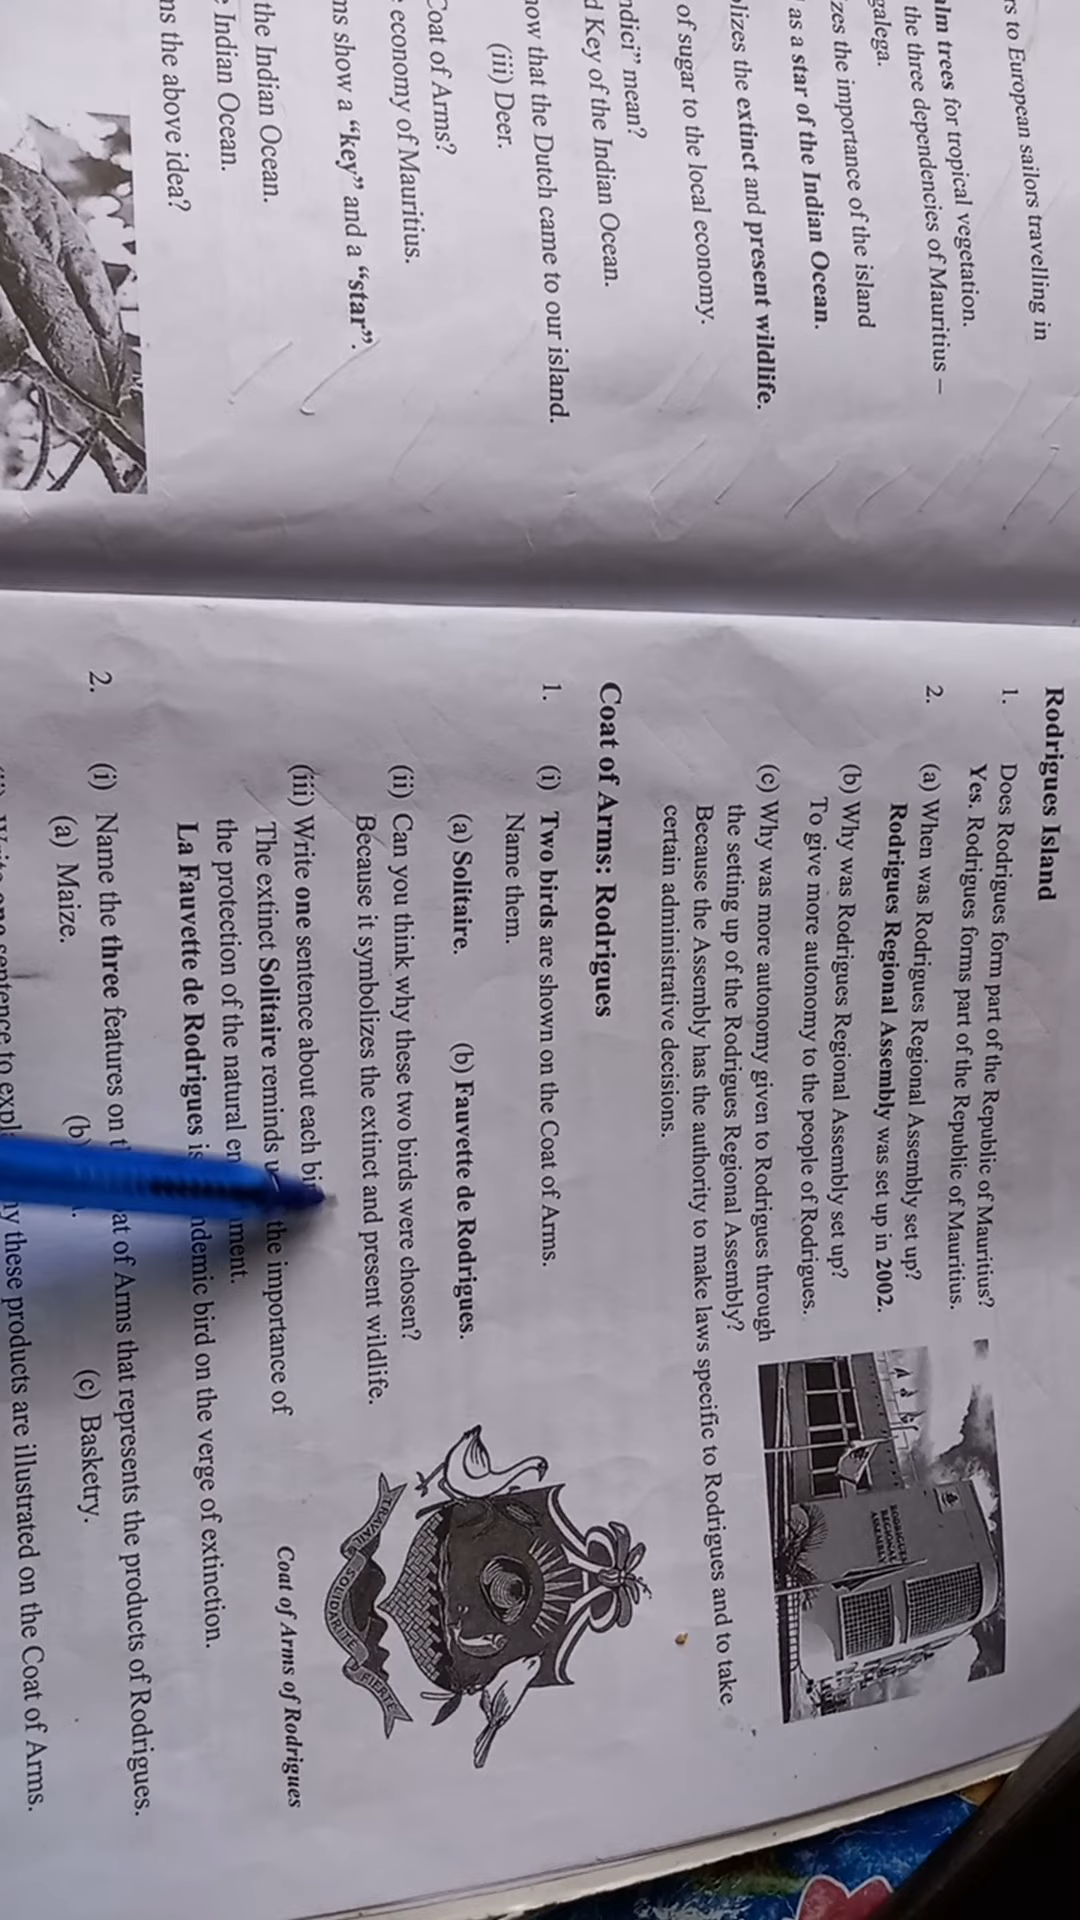 rs to European sailors travelling in
alm trees for tropical vegetation.
the three dependencies of Mauritius –
galega.
zes the importance of the island
as a star of the Indian Ocean.
lizes the extinct and present wildlife.
of sugar to the local economy.
ndici” mean?
d Key of the Indian Ocean.
now that the Dutch came to our island.
(iii) Deer.
Coat of Arms?
economy of Mauritius.
ms show a “key” and a “star”.
the Indian Ocean.
e Indian Ocean.
ns the above idea?
Rodrigues Island
1. Does Rodrigues form part of the Republic of Mauritius?
Yes. Rodrigues forms part of the Republic of Mauritius.
2. (a) When was Rodrigues Regional Assembly set up?
Rodrigues Regional Assembly was set up in 2002.
(b) Why was Rodrigues Regional Assembly set up?
To give more autonomy to the people of Rodrigues.
(c) Why was more autonomy given to Rodrigues through
the setting up of the Rodrigues Regional Assembly?
Because the Assembly has the authority to make laws specific to Rodrigues and to take
certain administrative decisions.
RODRIGUES
REGIONAL
ASSEMBLY
Coat of Arms: Rodrigues
1. (i) Two birds are shown on the Coat of Arms.
Name them.
(a) Solitaire. (b) Fauvette de Rodrigues.
(ii) Can you think why these two birds were chosen?
Because it symbolizes the extinct and present wildlife.
(iii) Write one sentence about each bi
The extinct Solitaire reminds the importance of
the protection of the natural en ment.
La Fauvette de Rodrigues is ndemic bird on the verge of extinction.
TRAVAIL SOLIDARITE FIERTE
Coat of Arms of Rodrigues
2. (i) Name the three features on at of Arms that represents the products of Rodrigues.
(a) Maize. (b) (c) Basketry.
sentence to expl y these products are illustrated on the Coat of Arms.